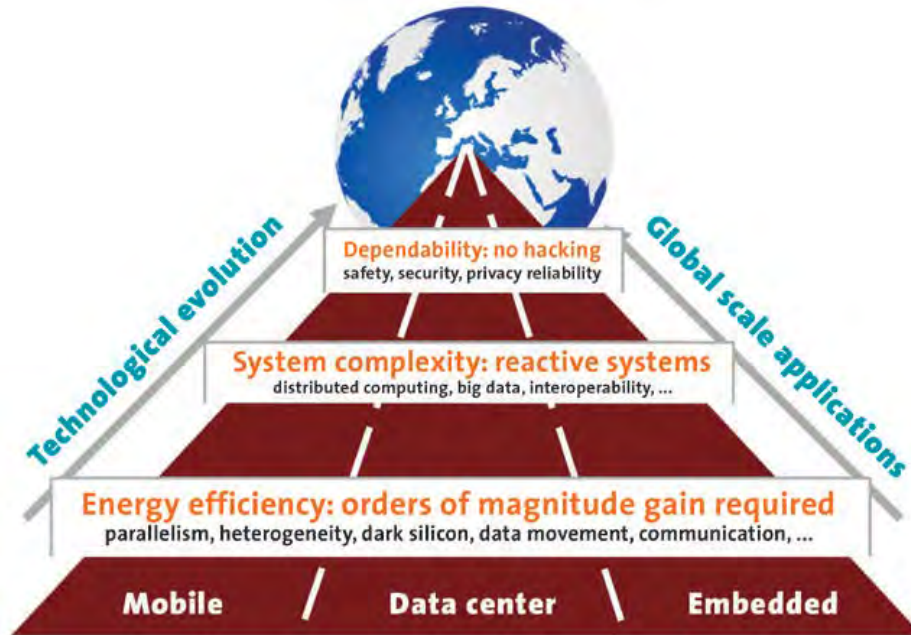 Technological evolution
Global scale applications
Dependability: no hacking
safety, security, privacy reliability
System complexity: reactive systems
distributed computing, big data, interoperability, ...
Energy efficiency: orders of magnitude gain required
parallelism, heterogeneity, dark silicon, data movement, communication, ...
Mobile
Data center
Embedded